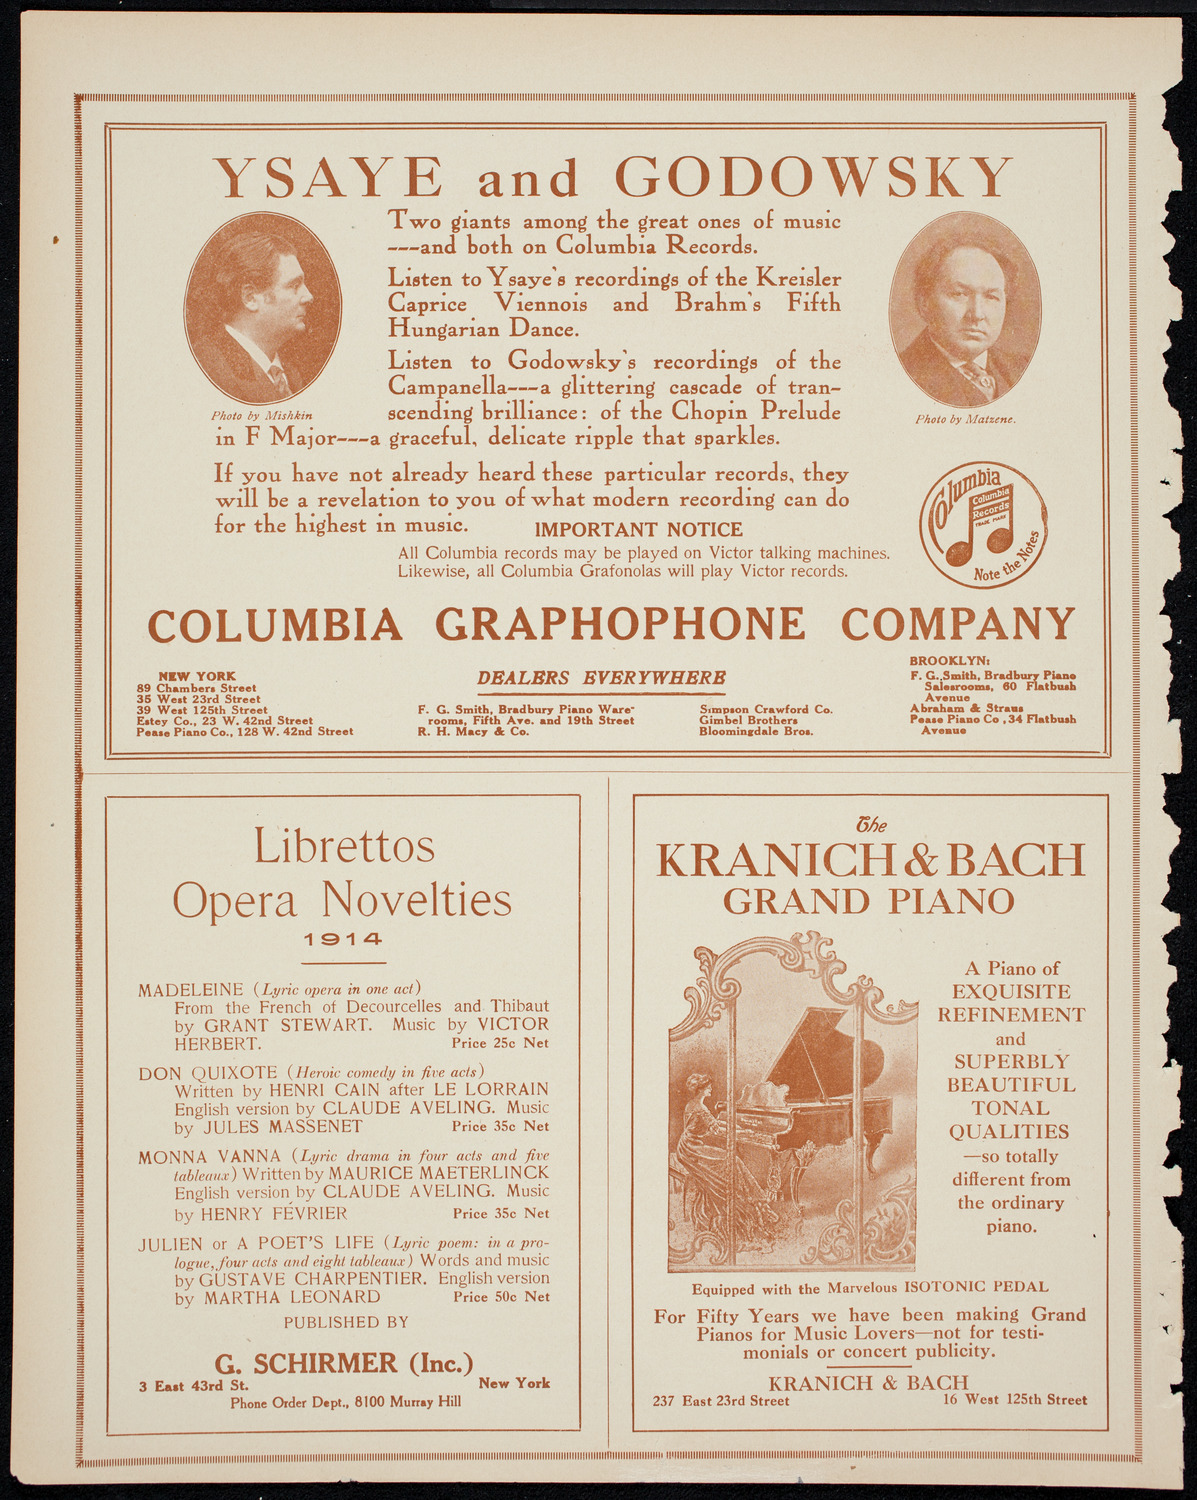 YSAYE and GODOWSKY
Two giants among the great ones of music
---and both on Columbia Records.
Listen to Ysaye's recordings of the Kreisler
Caprice Viennois and Brahm's Fifth
Hungarian Dance.
Listen to Godowsky's recordings of the
Campanella---a glittering cascade of tran-
scending brilliance: of the Chopin Prelude
in F Major---a graceful, delicate ripple that sparkles.
Photo by Mishkin
Photo by Matzene.
If you have not already heard these particular records, they
will be a revelation to you of what modern recording can do
for the highest in music.
IMPORTANT NOTICE
All Columbia records may be played on Victor talking machines.
Likewise, all Columbia Grafonolas will play Victor records.
Columbia
Columbia
Records
TRADE MARK
Note the Notes
COLUMBIA GRAPHOPHONE COMPANY
NEW YORK
89 Chambers Street
35 West 23rd Street
39 West 125th Street
Estey Co., 23 W. 42nd Street
Pease Piano Co., 128 W. 42nd Street
DEALERS EVERYWHERE
F. G. Smith, Bradbury Piano Ware-
rooms, Fifth Ave. and 19th Street
R. H. Macy & Co.
Simpson Crawford Co.
Gimbel Brothers
Bloomingdale Bros.
BROOKLYN:
F. G. Smith, Bradbury Piano
Salesrooms, 60 Flatbush
Avenue
Abraham & Straus
Pease Piano Co , 34 Flatbush
Avenue
Librettos
Opera Novelties
1914
MADELEINE (Lyric opera in one act)
From the French of Decourcelles and Thibaut
by GRANT STEWART. Music by VICTOR
HERBERT. Price 25c Net
DON QUIXOTE (Heroic comedy in five acts)
Written by HENRI CAIN after LE LORRAIN
English version by CLAUDE AVELING. Music
by JULES MASSENET Price 35c Net
MONNA VANNA (Lyric drama in four acts and five
tableaux) Written by MAURICE MAETERLINCK
English version by CLAUDE AVELING. Music
by HENRY FÉVRIER Price 35c Net
JULIEN or A POET'S LIFE (Lyric poem: in a pro-
logue, four acts and eight tableaux) Words and music
by GUSTAVE CHARPENTIER. English version
by MARTHA LEONARD Price 50c Net
PUBLISHED BY
G. SCHIRMER (Inc.)
3 East 43rd St. New York
Phone Order Dept., 8100 Murray Hill
The
KRANICH & BACH
GRAND PIANO
A Piano of
EXQUISITE
REFINEMENT
and
SUPERBLY
BEAUTIFUL
TONAL
QUALITIES
—so totally
different from
the ordinary
piano.
Equipped with the Marvelous ISOTONIC PEDAL
For Fifty Years we have been making Grand
Pianos for Music Lovers—not for testi-
monials or concert publicity.
KRANICH & BACH
237 East 23rd Street 16 West 125th Street